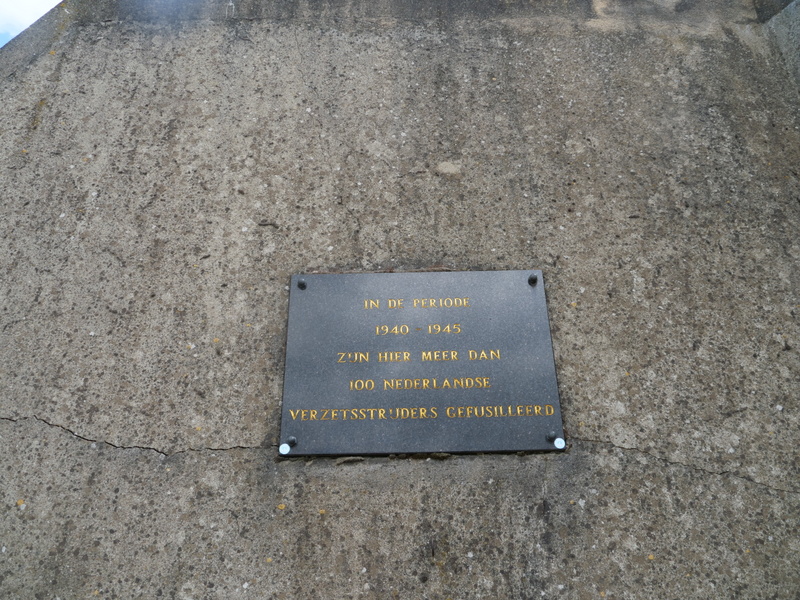 IN DE PERIODE
1940 - 1945
ZIJN HIER MEER DAN
100 NEDERLANDSE
VERZETSSTRIJDERS GEFUSILLEERD